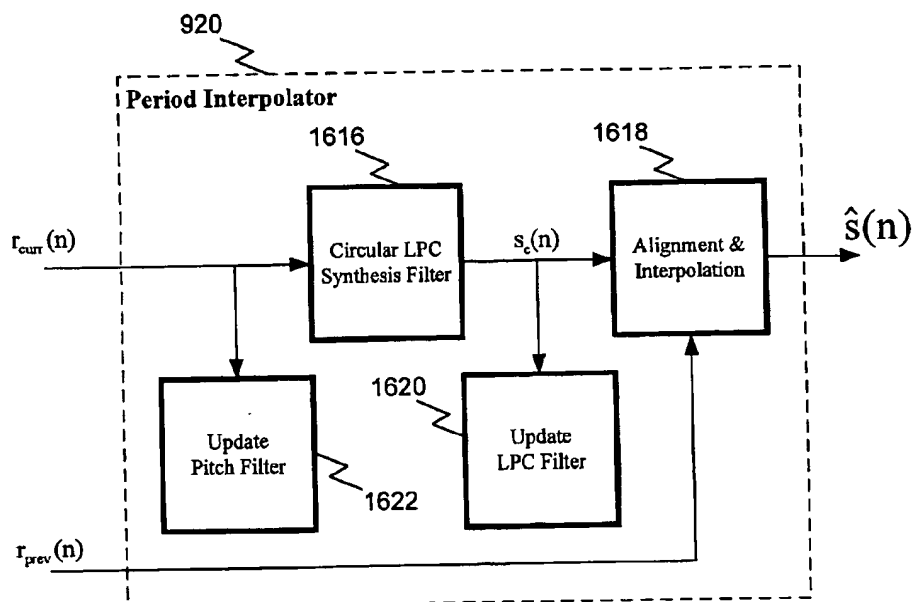 920
Period Interpolator
1616
1618
r_curr(n)
Circular LPC
Synthesis Filter
s_c(n)
Alignment &
Interpolation
ŝ(n)
Update
Pitch Filter
1622
1620
Update
LPC Filter
r_prev(n)